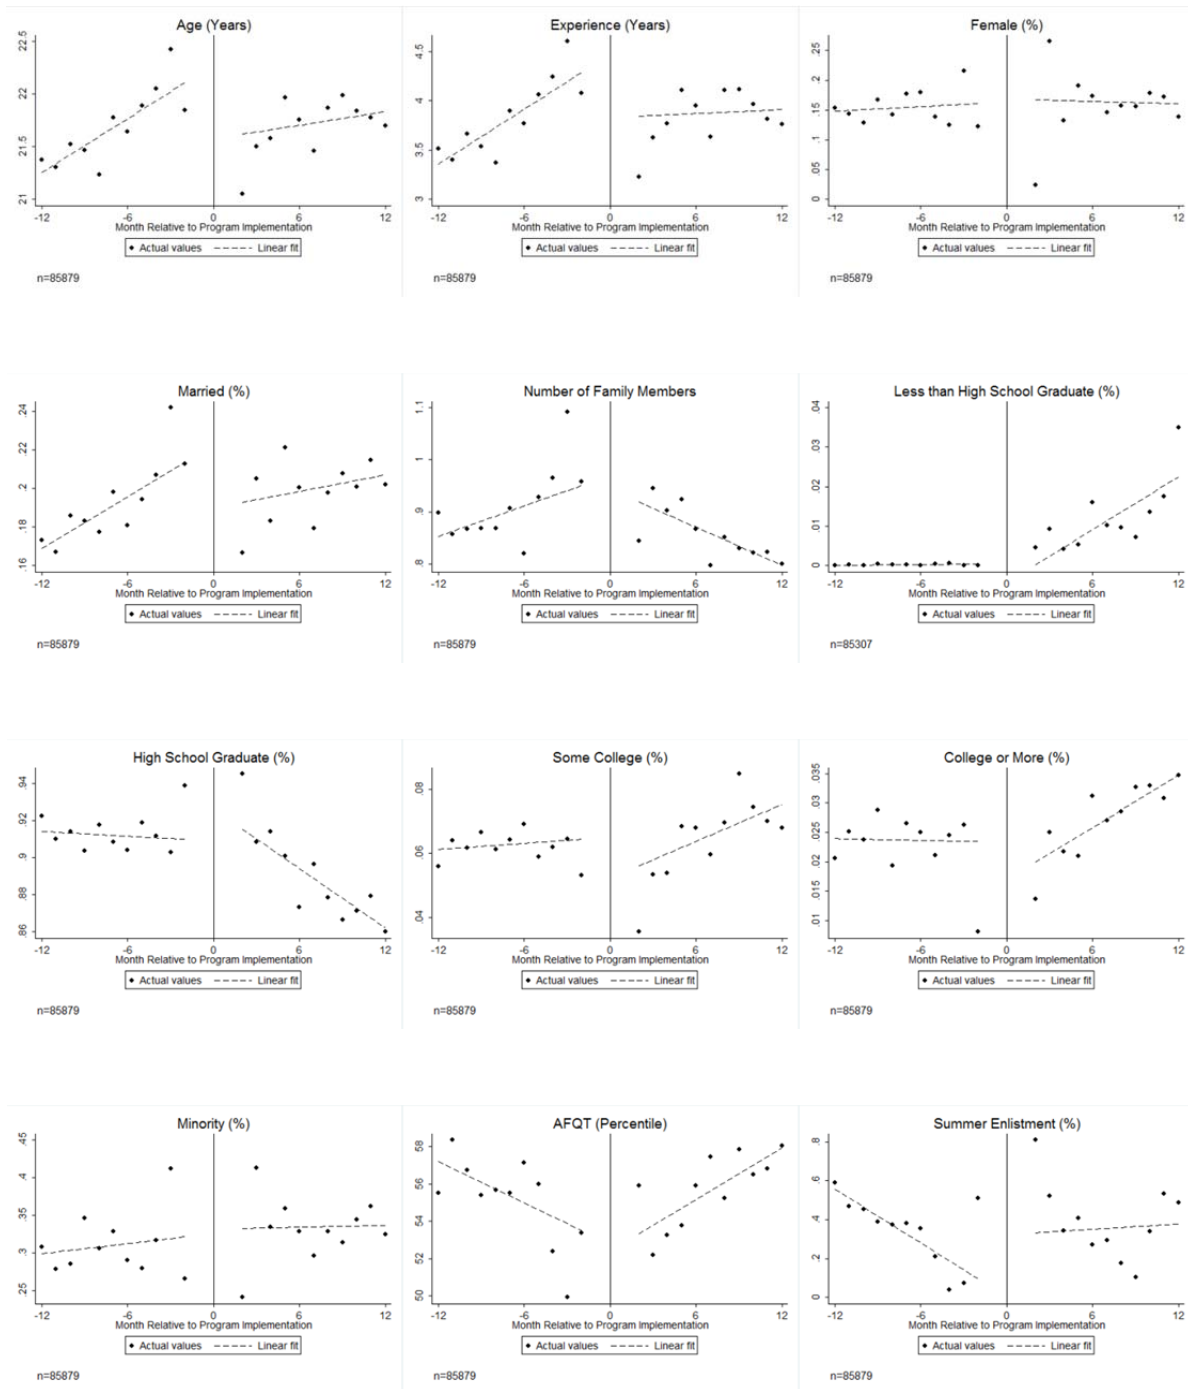 Age (Years)
22.5
22
21.5
21
-12 -6 0 6 12
Month Relative to Program Implementation
Actual values Linear fit
n=85879
Experience (Years)
4.5
4
3.5
3
-12 -6 0 6 12
Month Relative to Program Implementation
Actual values Linear fit
n=85879
Female (%)
.25
.2
.15
.1
.05
0
-12 -6 0 6 12
Month Relative to Program Implementation
Actual values Linear fit
n=85879
Married (%)
.24
.22
.2
.18
.16
-12 -6 0 6 12
Month Relative to Program Implementation
Actual values Linear fit
n=85879
Number of Family Members
1.1
1
.9
.8
-12 -6 0 6 12
Month Relative to Program Implementation
Actual values Linear fit
n=85879
Less than High School Graduate (%)
.04
.03
.02
.01
0
-12 -6 0 6 12
Month Relative to Program Implementation
Actual values Linear fit
n=85307
High School Graduate (%)
.94
.92
.9
.88
.86
-12 -6 0 6 12
Month Relative to Program Implementation
Actual values Linear fit
n=85879
Some College (%)
.08
.06
.04
-12 -6 0 6 12
Month Relative to Program Implementation
Actual values Linear fit
n=85879
College or More (%)
.035
.03
.025
.02
.015
.01
-12 -6 0 6 12
Month Relative to Program Implementation
Actual values Linear fit
n=85879
Minority (%)
.45
.4
.35
.3
.25
-12 -6 0 6 12
Month Relative to Program Implementation
Actual values Linear fit
n=85879
AFQT (Percentile)
.58
.56
.54
.52
.50
-12 -6 0 6 12
Month Relative to Program Implementation
Actual values Linear fit
n=85879
Summer Enlistment (%)
.8
.6
.4
.2
0
-12 -6 0 6 12
Month Relative to Program Implementation
Actual values Linear fit
n=85879